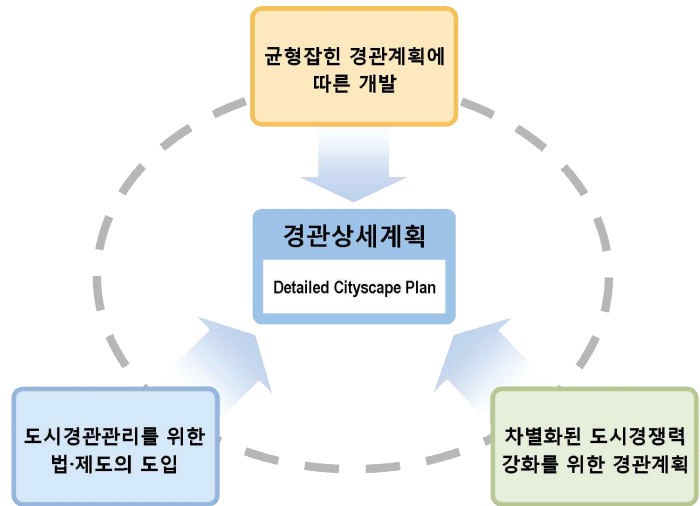 균형잡힌 경관계획에
따른 개발
경관상세계획
Detailed Cityscape Plan
도시경관관리를 위한
법·제도의 도입
차별화된 도시경쟁력
강화를 위한 경관계획